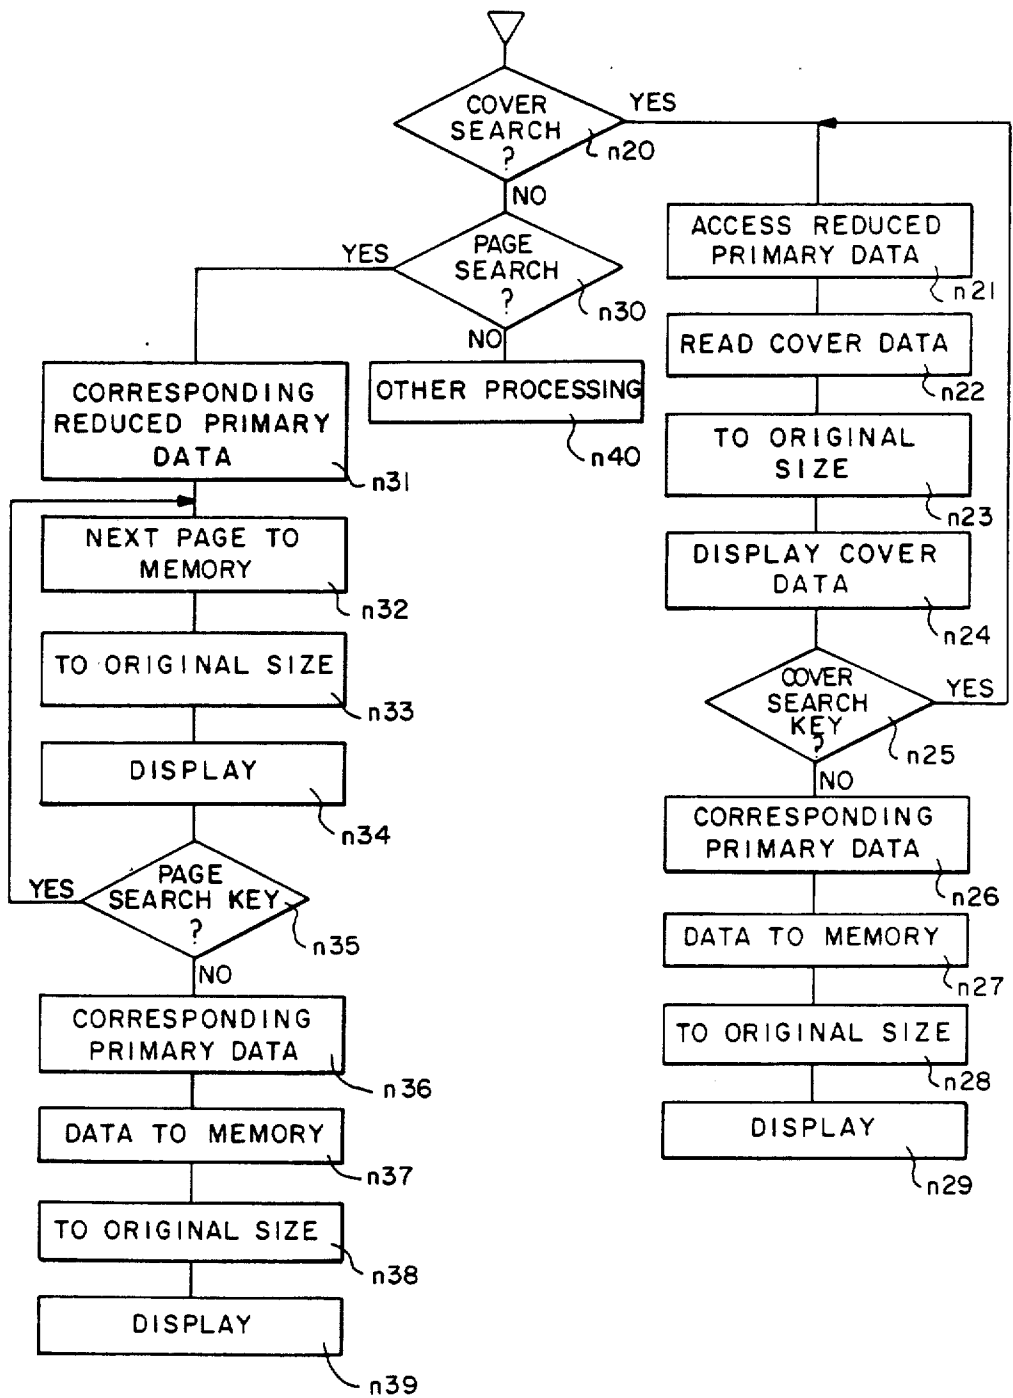 COVER
SEARCH
?
YES
n20
NO
PAGE
SEARCH
?
YES
n30
NO
OTHER PROCESSING
n40
ACCESS REDUCED
PRIMARY DATA
n21
READ COVER DATA
n22
TO ORIGINAL
SIZE
n23
DISPLAY COVER
DATA
n24
COVER
SEARCH
KEY
?
YES
n25
NO
CORRESPONDING
PRIMARY DATA
n26
DATA TO MEMORY
n27
TO ORIGINAL SIZE
n28
DISPLAY
n29
CORRESPONDING
REDUCED PRIMARY
DATA
n31
NEXT PAGE TO
MEMORY
n32
TO ORIGINAL SIZE
n33
DISPLAY
n34
PAGE
SEARCH KEY
?
YES
n35
NO
CORRESPONDING
PRIMARY DATA
n36
DATA TO MEMORY
n37
TO ORIGINAL SIZE
n38
DISPLAY
n39